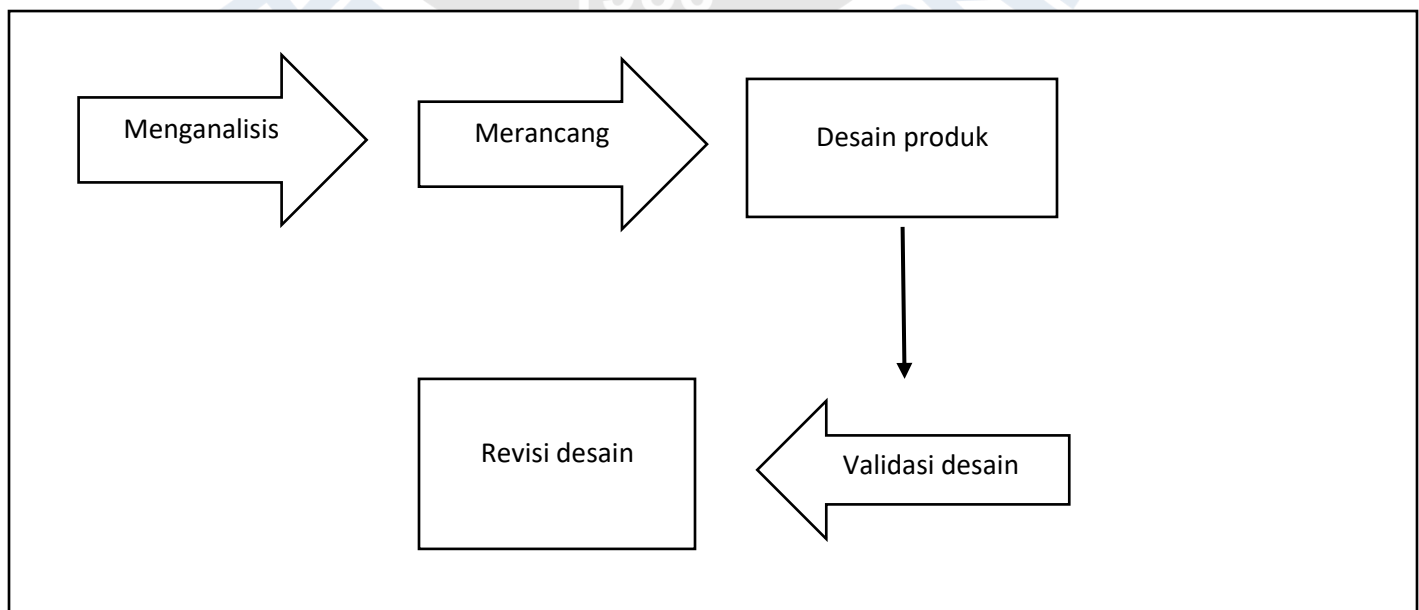 Menganalisis
Merancang
Desain produk
Revisi desain
Validasi desain